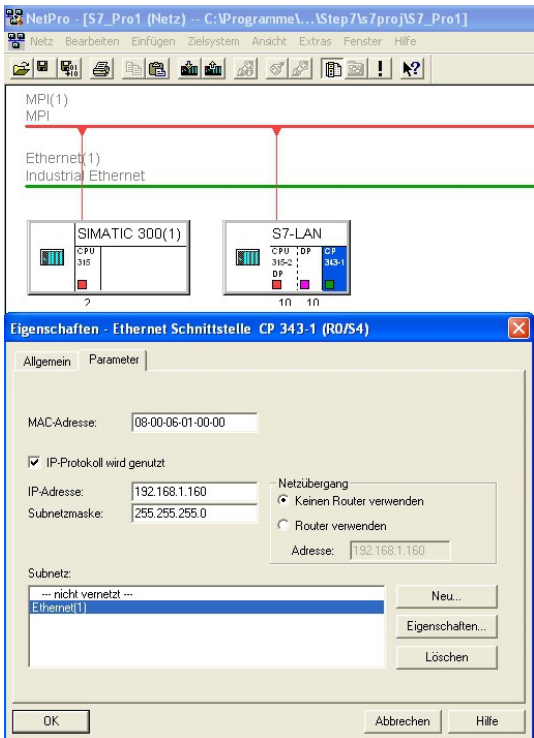 NetPro - [S7_Pro1 (Netz) -- C:\Programme\...\Step7\s7proj\S7_Pro1]
Netz Bearbeiten Einfügen Zielsystem Ansicht Extras Fenster Hilfe
MPI(1)
MPI
Ethernet(1)
Industrial Ethernet
SIMATIC 300(1)
CPU
315
2
S7-LAN
CPU DP CP
315-2 343-1
DP
10 10
Eigenschaften - Ethernet Schnittstelle CP 343-1 (R0/S4)
Allgemein Parameter
MAC-Adresse: 08-00-06-01-00-00
IP-Protokoll wird genutzt
IP-Adresse: 192.168.1.160
Subnetzmaske: 255.255.255.0
Netzübergang
Keinen Router verwenden
Router verwenden
Adresse: 192.168.1.160
Subnetz:
--- nicht vernetzt ---
Ethernet(1)
Neu...
Eigenschaften...
Löschen
OK Abbrechen Hilfe